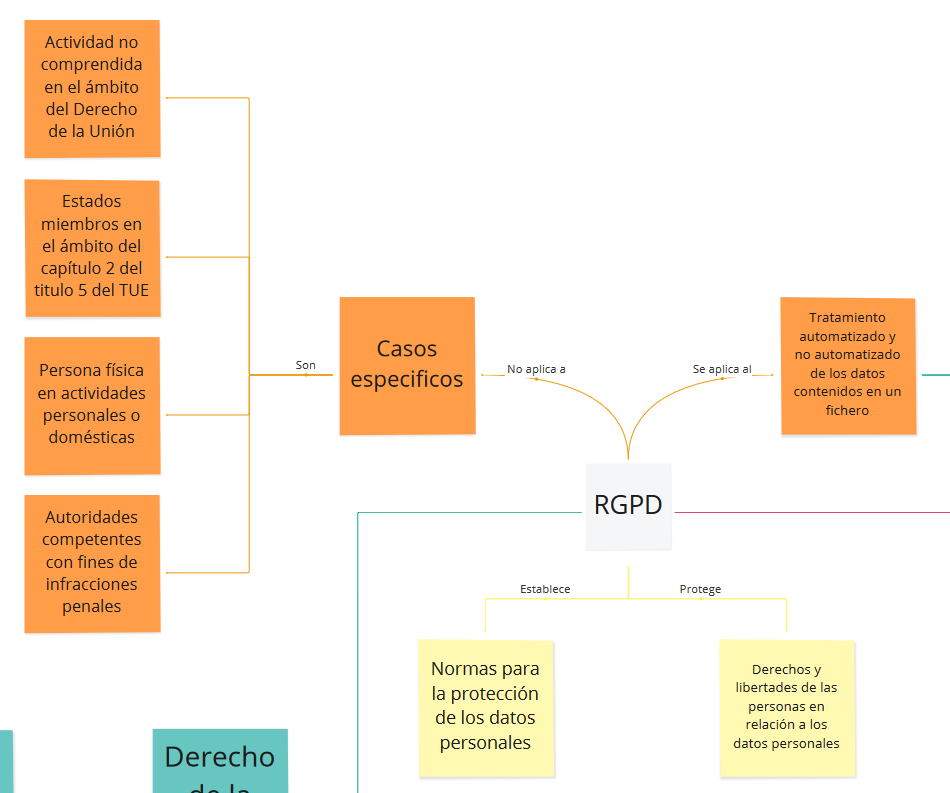 Actividad no
comprendida
en el ámbito
del Derecho
de la Unión
Estados
miembros en
el ámbito del
capítulo 2 del
titulo 5 del TUE
Persona física
en actividades
personales o
domésticas
Autoridades
competentes
con fines de
infracciones
penales
Son
Casos
especificos
No aplica a
Se aplica al
Tratamiento
automatizado y
no automatizado
de los datos
contenidos en un
fichero
RGPD
Establece
Protege
Normas para
la protección
de los datos
personales
Derechos y
libertades de las
personas en
relación a los
datos personales
Derecho
de la